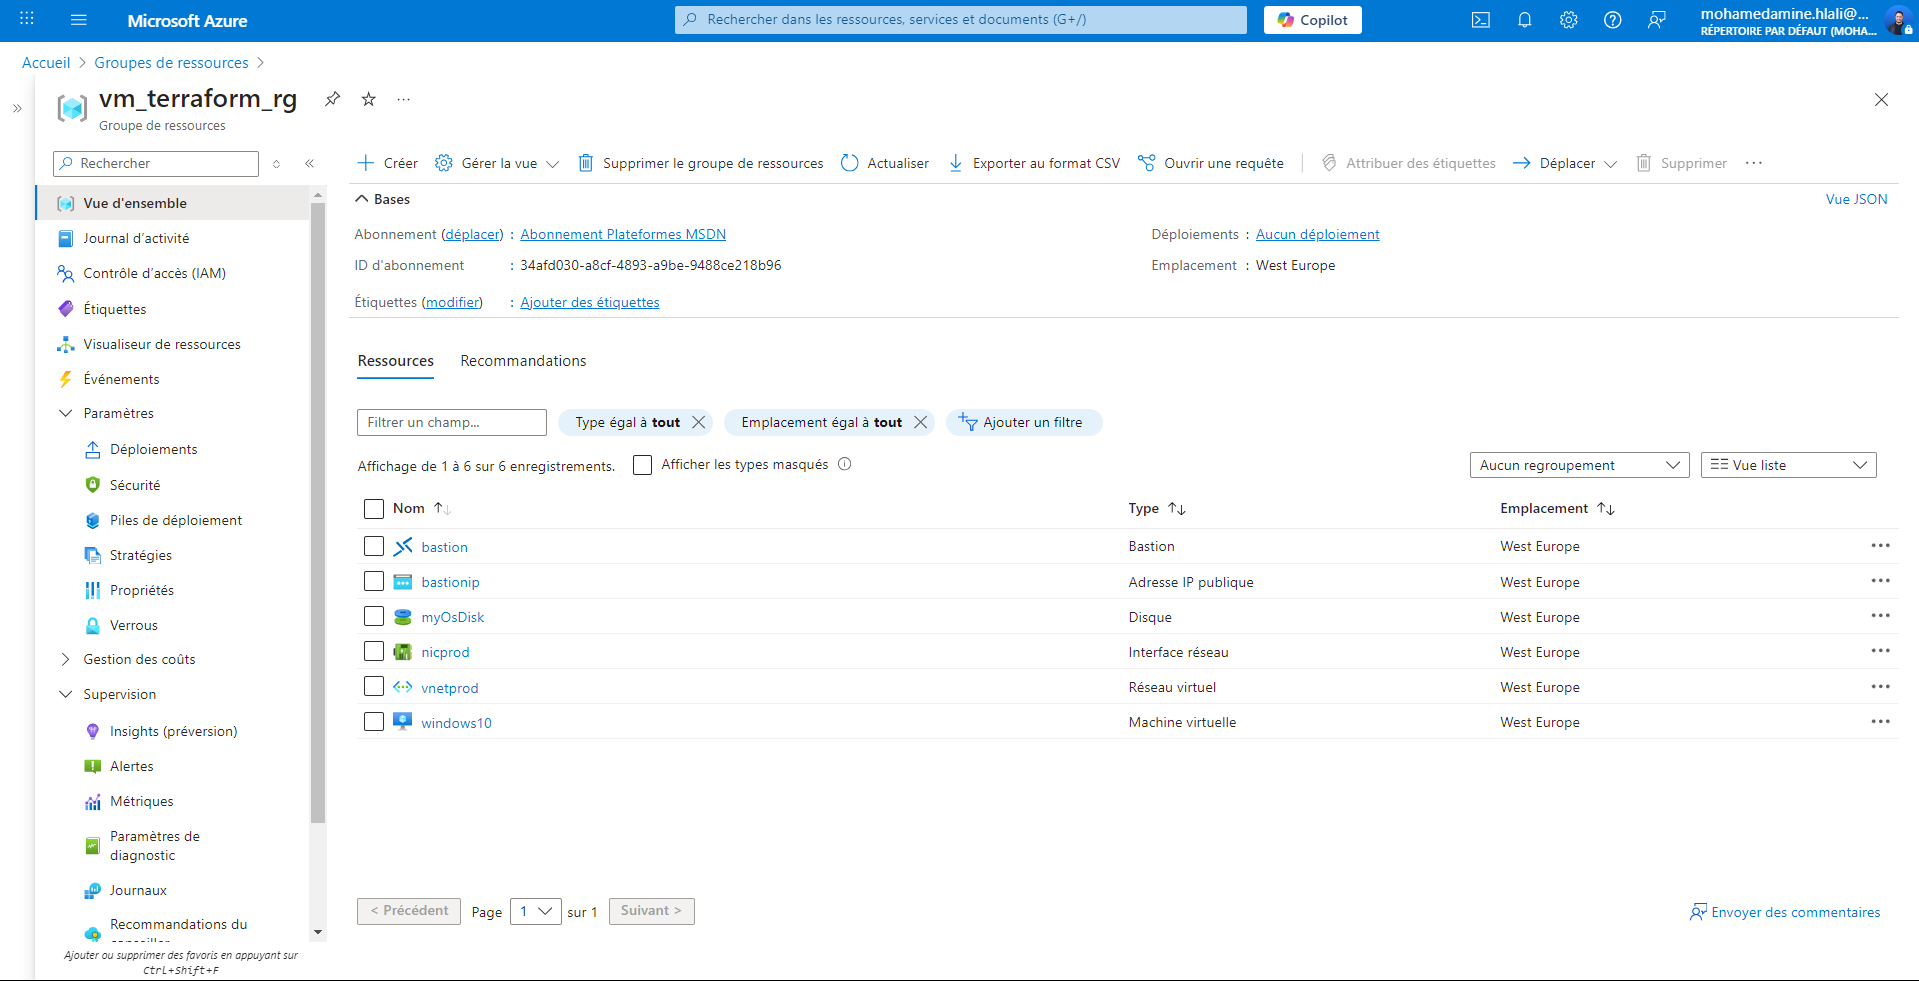 Microsoft Azure
Rechercher dans les ressources, services et documents (G+/)
Copilot
mohamedamine.hlali@...
RÉPERTOIRE PAR DÉFAUT (MOHA...
Accueil > Groupes de ressources >
vm_terraform_rg
Groupe de ressources
Rechercher
Créer
Gérer la vue
Supprimer le groupe de ressources
Actualiser
Exporter au format CSV
Ouvrir une requête
Attribuer des étiquettes
Déplacer
Supprimer
Vue d'ensemble
Journal d’activité
Contrôle d’accès (IAM)
Étiquettes
Visualiseur de ressources
Événements
Paramètres
Déploiements
Sécurité
Piles de déploiement
Stratégies
Propriétés
Verrous
Gestion des coûts
Supervision
Insights (préversion)
Alertes
Métriques
Paramètres de
diagnostic
Journaux
Recommandations du
Ajouter ou supprimer des favoris en appuyant sur
Ctrl+Shift+F
Bases
Vue JSON
Abonnement (déplacer) : Abonnement Plateformes MSDN
Déploiements : Aucun déploiement
ID d'abonnement : 34afd030-a8cf-4893-a9be-9488ce218b96
Emplacement : West Europe
Étiquettes (modifier) : Ajouter des étiquettes
Ressources Recommandations
Filtrer un champ...
Type égal à tout
Emplacement égal à tout
Ajouter un filtre
Affichage de 1 à 6 sur 6 enregistrements.
Afficher les types masqués
Aucun regroupement
Vue liste
Nom Type Emplacement
bastion Bastion West Europe
bastionip Adresse IP publique West Europe
myOsDisk Disque West Europe
nicprod Interface réseau West Europe
vnetprod Réseau virtuel West Europe
windows10 Machine virtuelle West Europe
< Précédent Page 1 sur 1 Suivant >
Envoyer des commentaires